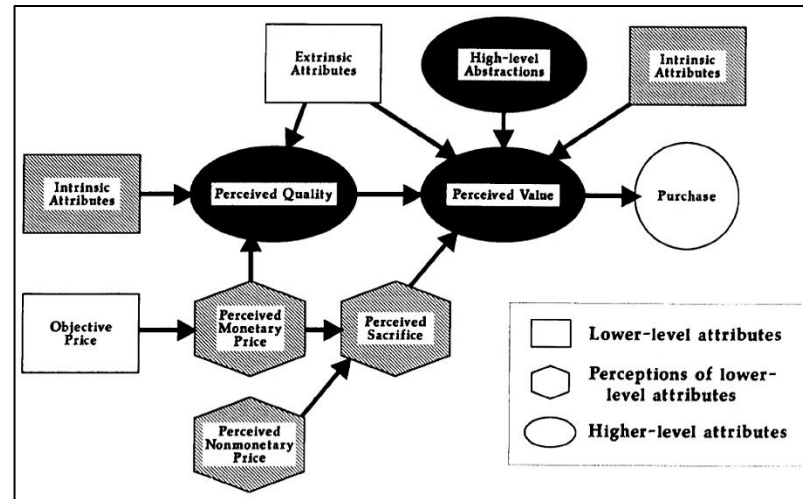 Extrinsic
Attributes
High-level
Abstractions
Intrinsic
Attributes
Intrinsic
Attributes
Perceived Quality
Perceived Value
Purchase
Objective
Price
Perceived
Monetary
Price
Perceived
Sacrifice
Perceived
Nonmonetary
Price
Lower-level attributes
Perceptions of lower-
level attributes
Higher-level attributes